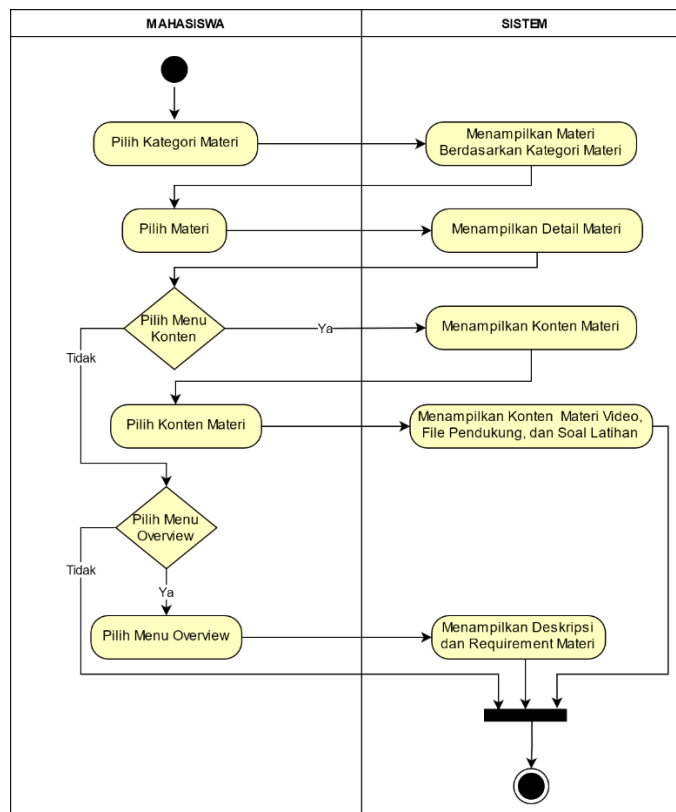 MAHASISWA
SISTEM
Pilih Kategori Materi
Menampilkan Materi
Berdasarkan Kategori Materi
Pilih Materi
Menampilkan Detail Materi
Pilih Menu
Konten
Ya
Menampilkan Konten Materi
Tidak
Pilih Konten Materi
Menampilkan Konten Materi Video,
File Pendukung, dan Soal Latihan
Pilih Menu
Overview
Tidak
Ya
Pilih Menu Overview
Menampilkan Deskripsi
dan Requirement Materi